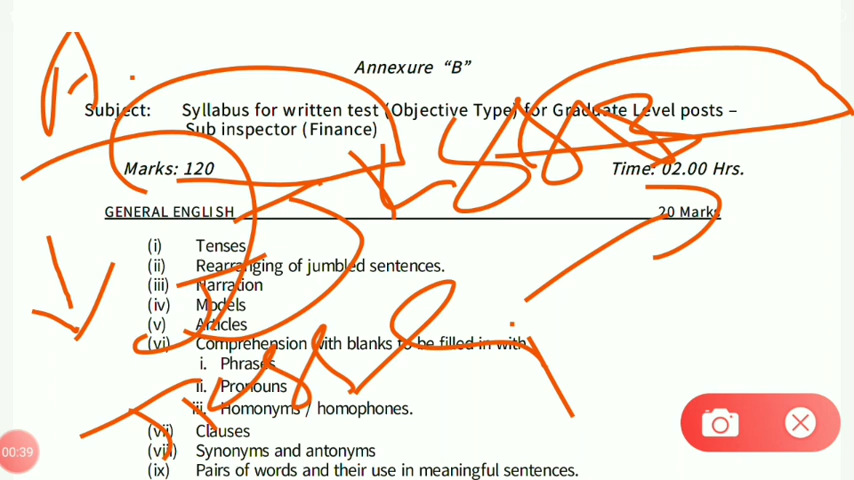 Annexure “B”
Subject: Syllabus for written test (Objective Type) for Graduate Level posts –
Sub inspector (Finance)
Marks: 120 Time: 02.00 Hrs.
GENERAL ENGLISH 20 Marks
(i) Tenses
(ii) Rearranging of jumbled sentences.
(iii) Narration
(iv) Models
(v) Articles
(vi) Comprehension with blanks to be filled in with
i. Phrases
ii. Pronouns
iii. Homonyms / homophones.
(vii) Clauses
(viii) Synonyms and antonyms
00:39
(ix) Pairs of words and their use in meaningful sentences.